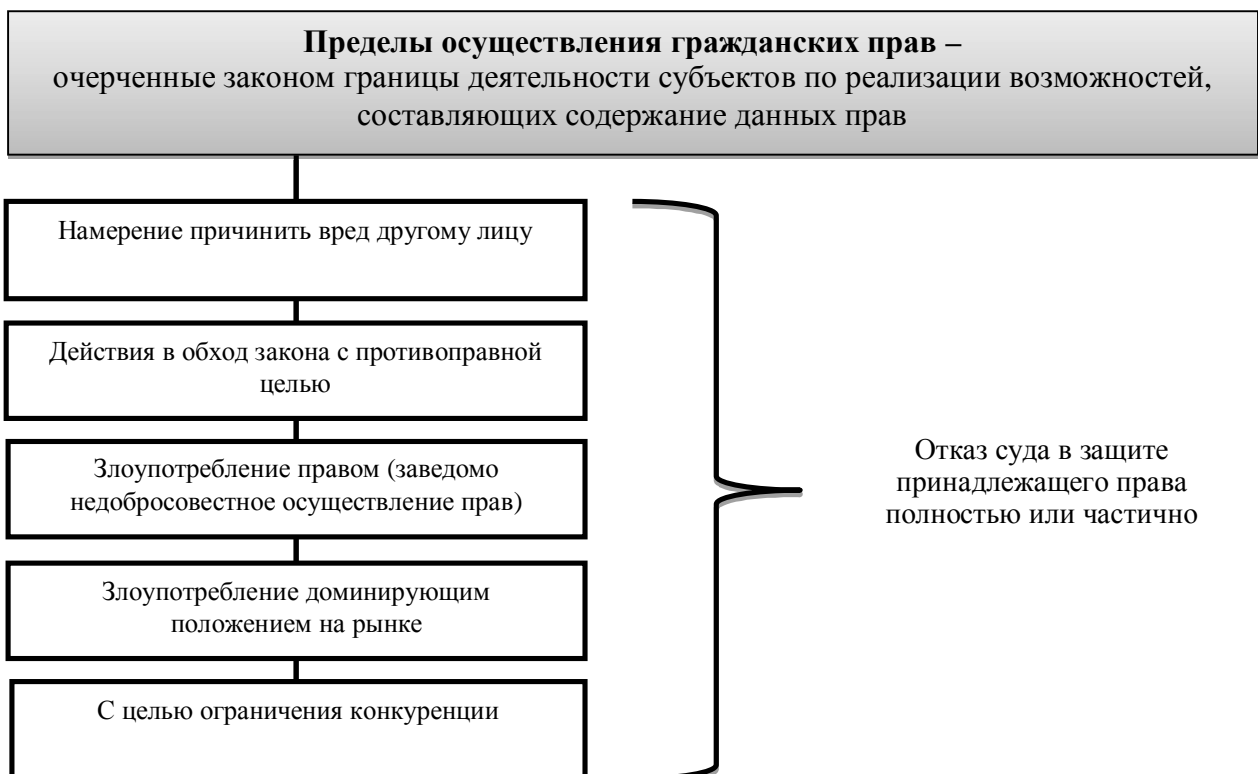 Пределы осуществления гражданских прав –
очерченные законом границы деятельности субъектов по реализации возможностей,
составляющих содержание данных прав
Намерение причинить вред другому лицу
Действия в обход закона с противоправной
целью
Злоупотребление правом (заведомо
недобросовестное осуществление прав)
Злоупотребление доминирующим
положением на рынке
С целью ограничения конкуренции
Отказ суда в защите
принадлежащего права
полностью или частично